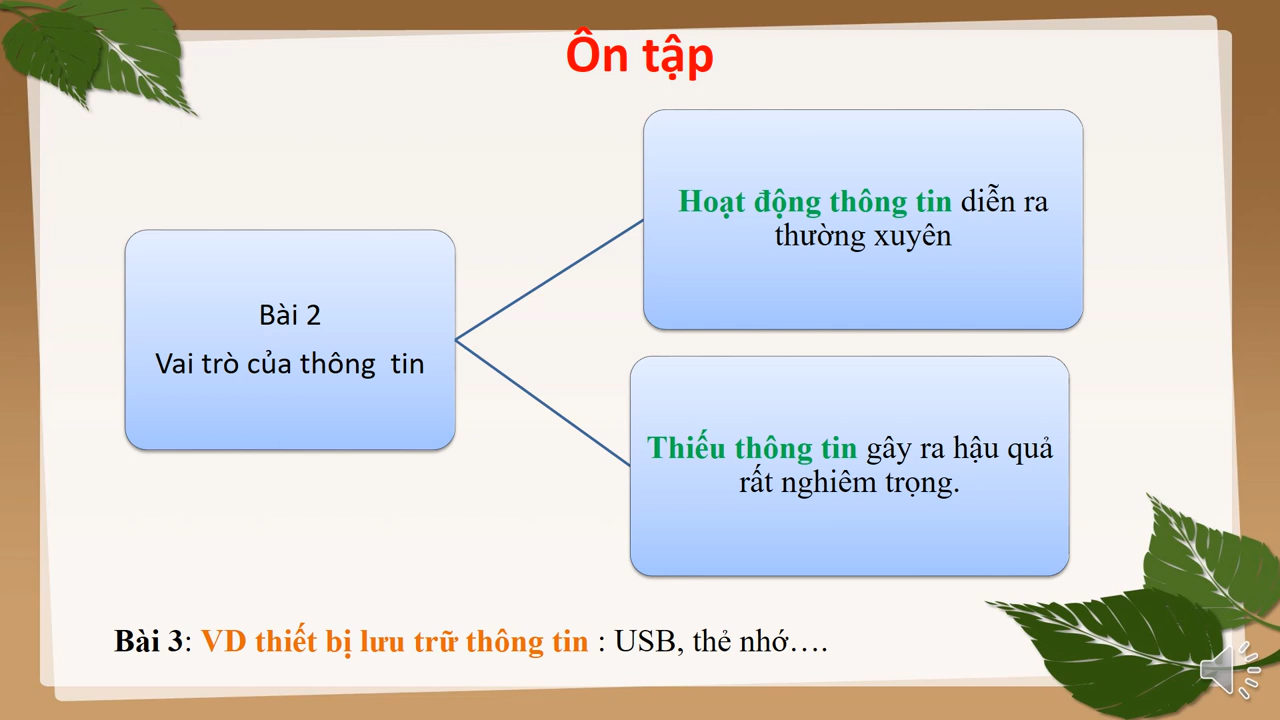 Ôn tập
Bài 2
Vai trò của thông tin
Hoạt động thông tin diễn ra
thường xuyên
Thiếu thông tin gây ra hậu quả
rất nghiêm trọng.
Bài 3: VD thiết bị lưu trữ thông tin : USB, thẻ nhớ….